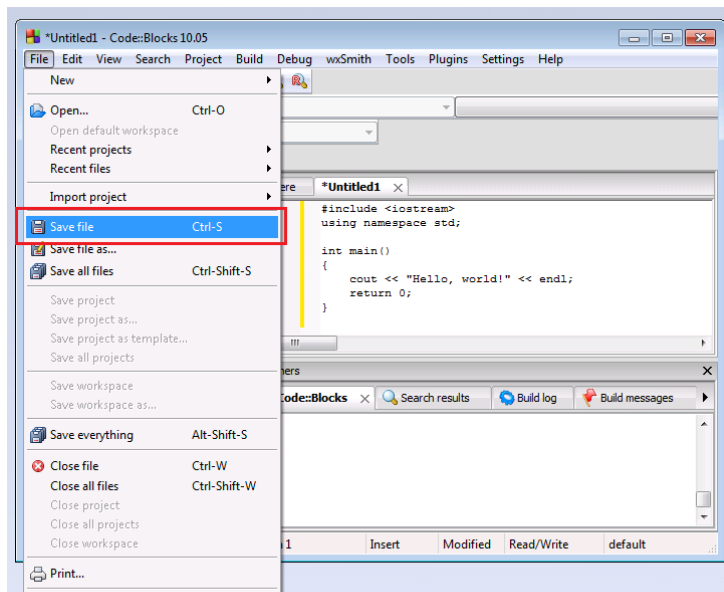 *Untitled1 - Code::Blocks 10.05
File Edit View Search Project Build Debug wxSmith Tools Plugins Settings Help
New
Open... Ctrl-O
Open default workspace
Recent projects
Recent files
Import project
Save file Ctrl-S
Save file as...
Save all files Ctrl-Shift-S
Save project
Save project as...
Save project as template...
Save all projects
Save workspace
Save workspace as...
Save everything Alt-Shift-S
Close file Ctrl-W
Close all files Ctrl-Shift-W
Close project
Close all projects
Close workspace
Print...
ere *Untitled1
#include <iostream>
using namespace std;
int main()
{
cout << "Hello, world!" << endl;
return 0;
}
hers
Code::Blocks Search results Build log Build messages
1 Insert Modified Read/Write default